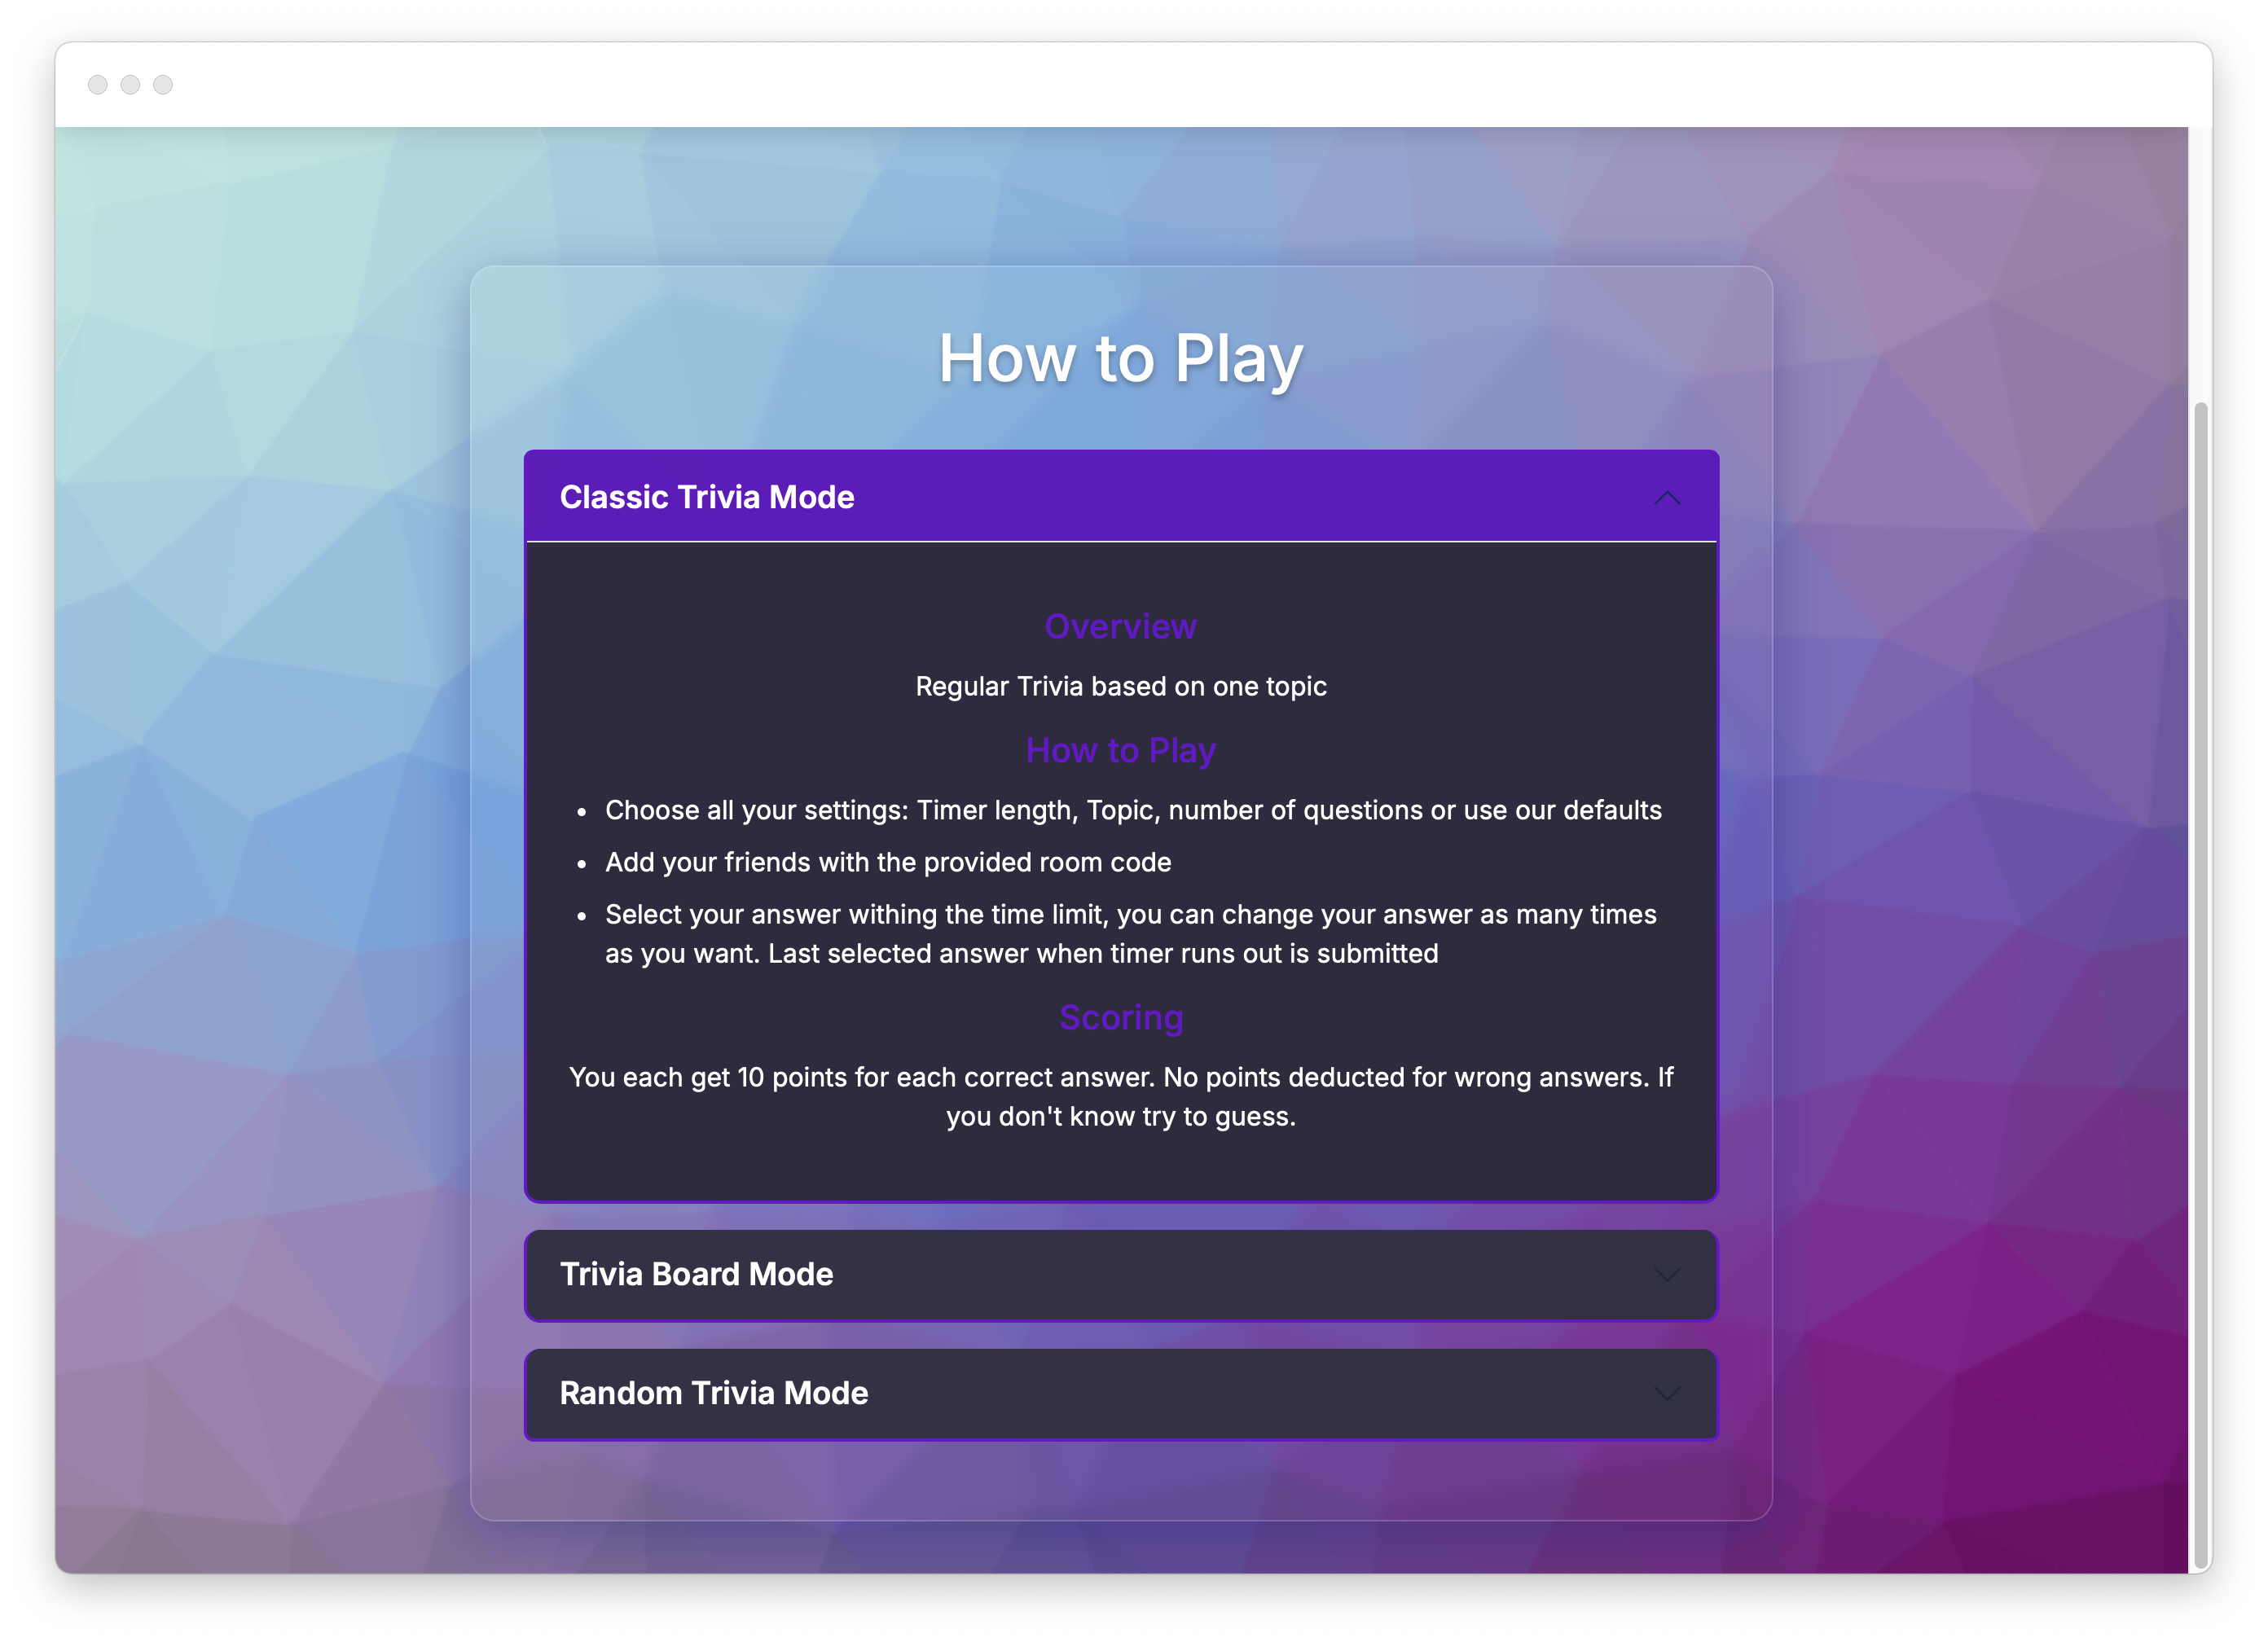 How to Play
Classic Trivia Mode
Overview
Regular Trivia based on one topic
How to Play
• Choose all your settings: Timer length, Topic, number of questions or use our defaults
• Add your friends with the provided room code
• Select your answer withing the time limit, you can change your answer as many times
as you want. Last selected answer when timer runs out is submitted
Scoring
You each get 10 points for each correct answer. No points deducted for wrong answers. If
you don't know try to guess.
Trivia Board Mode
Random Trivia Mode